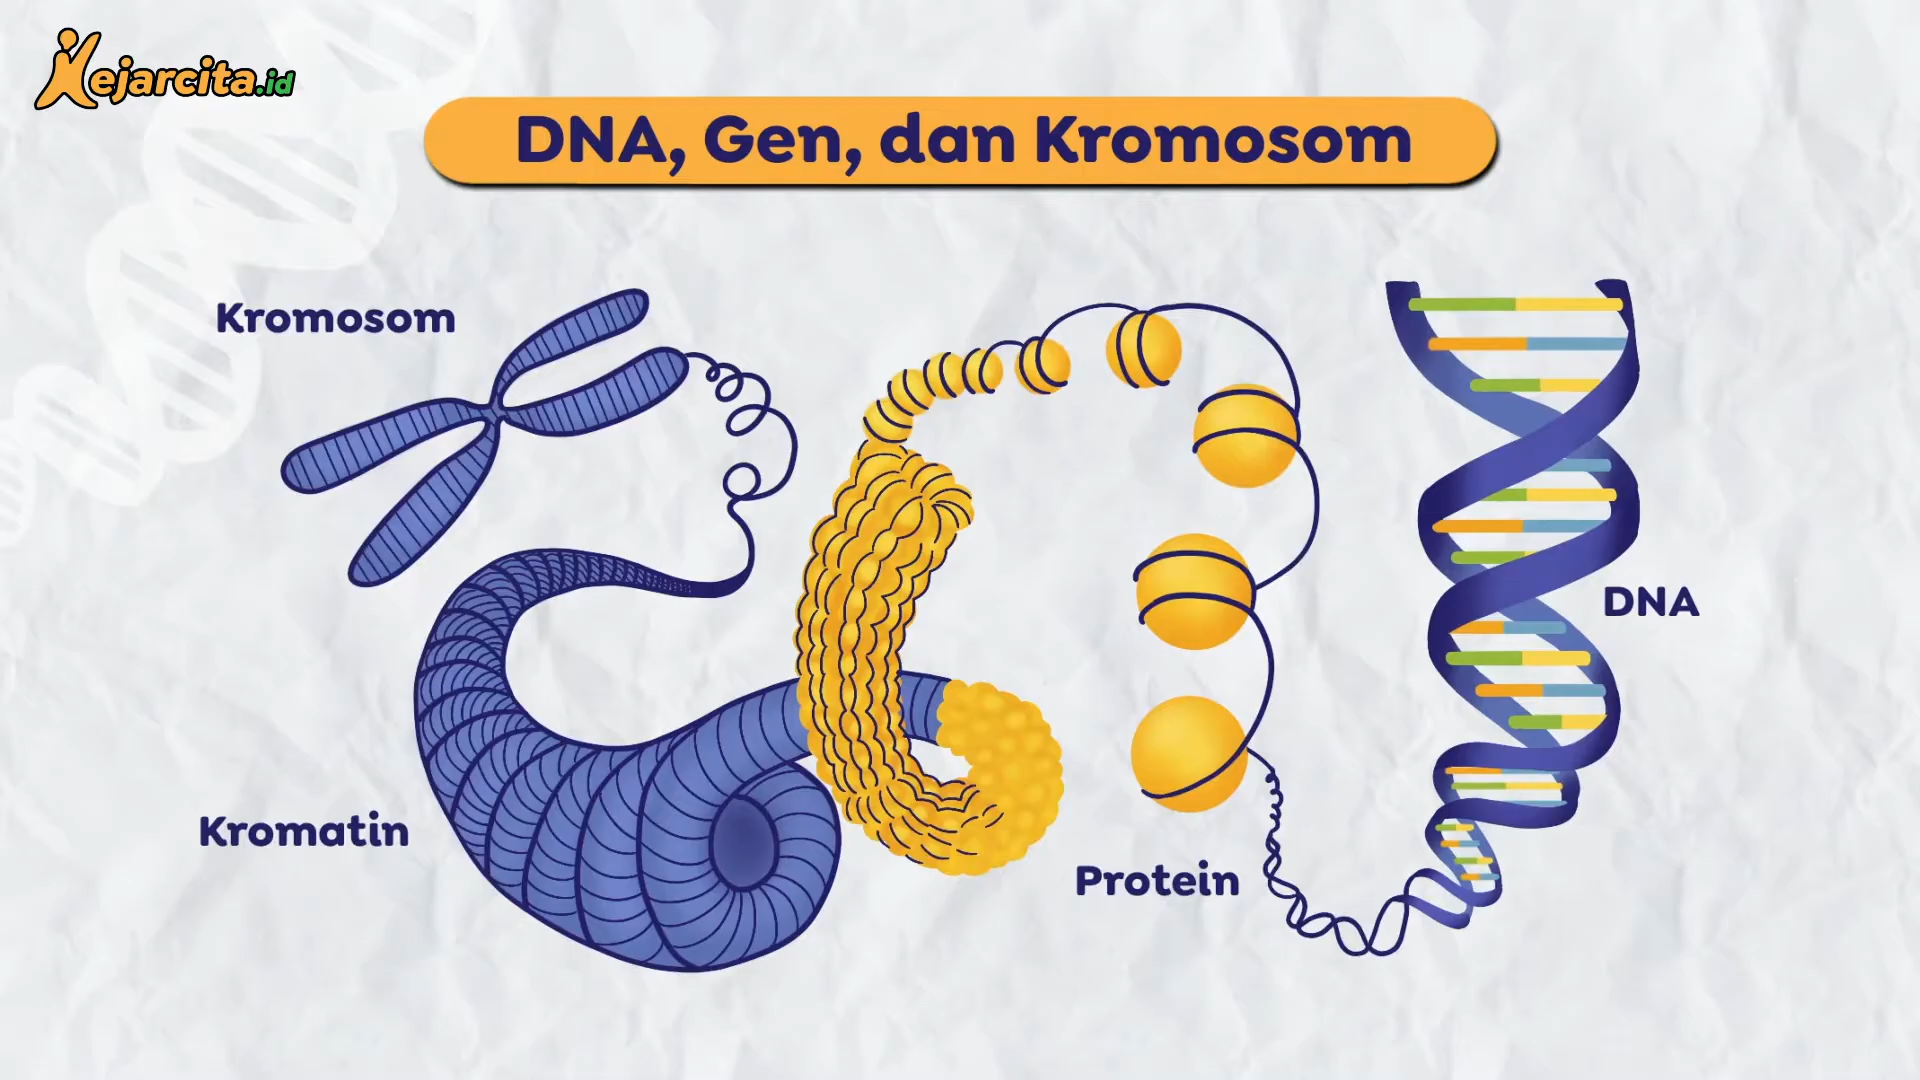 Kejarcita.id
DNA, Gen, dan Kromosom
Kromosom
DNA
Kromatin
Protein